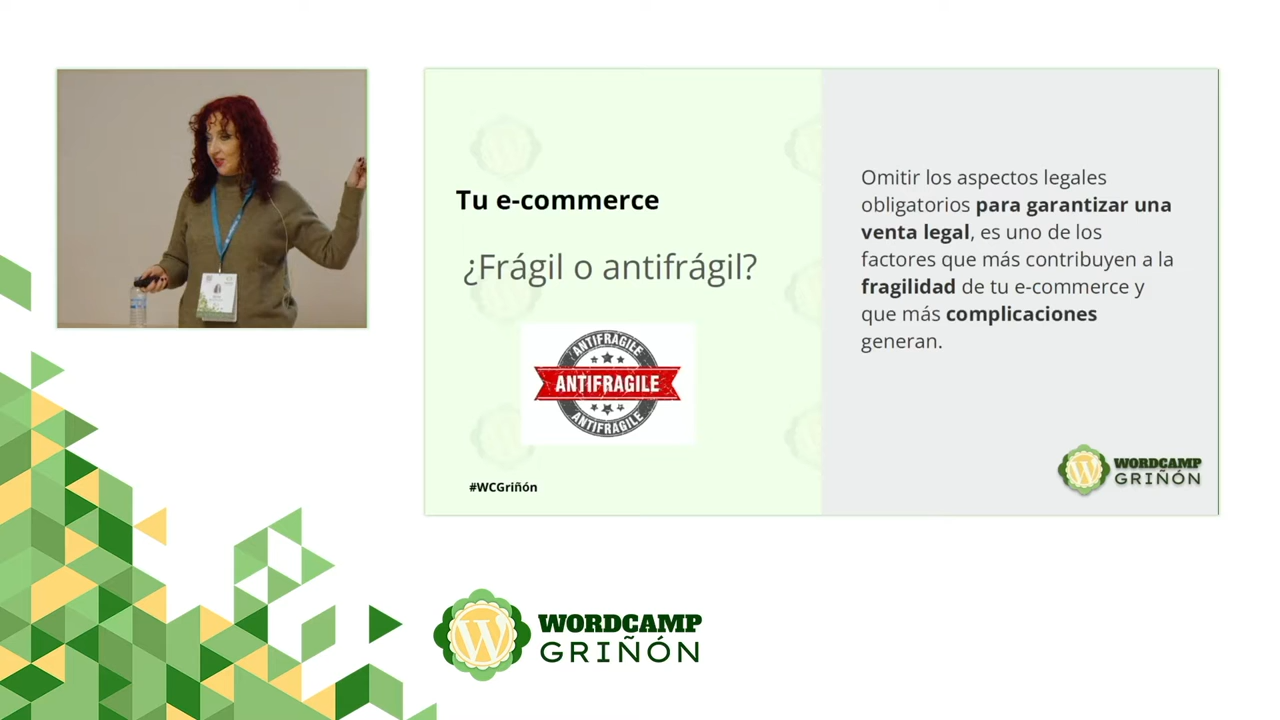 Tu e-commerce
¿Frágil o antifrágil?
ANTIFRAGILE
ANTIFRAGILE
ANTIFRAGILE
#WCGriñón
Omitir los aspectos legales
obligatorios para garantizar una
venta legal, es uno de los
factores que más contribuyen a la
fragilidad de tu e-commerce y
que más complicaciones
generan.
WORDCAMP
GRIÑÓN
WORDCAMP
GRIÑÓN